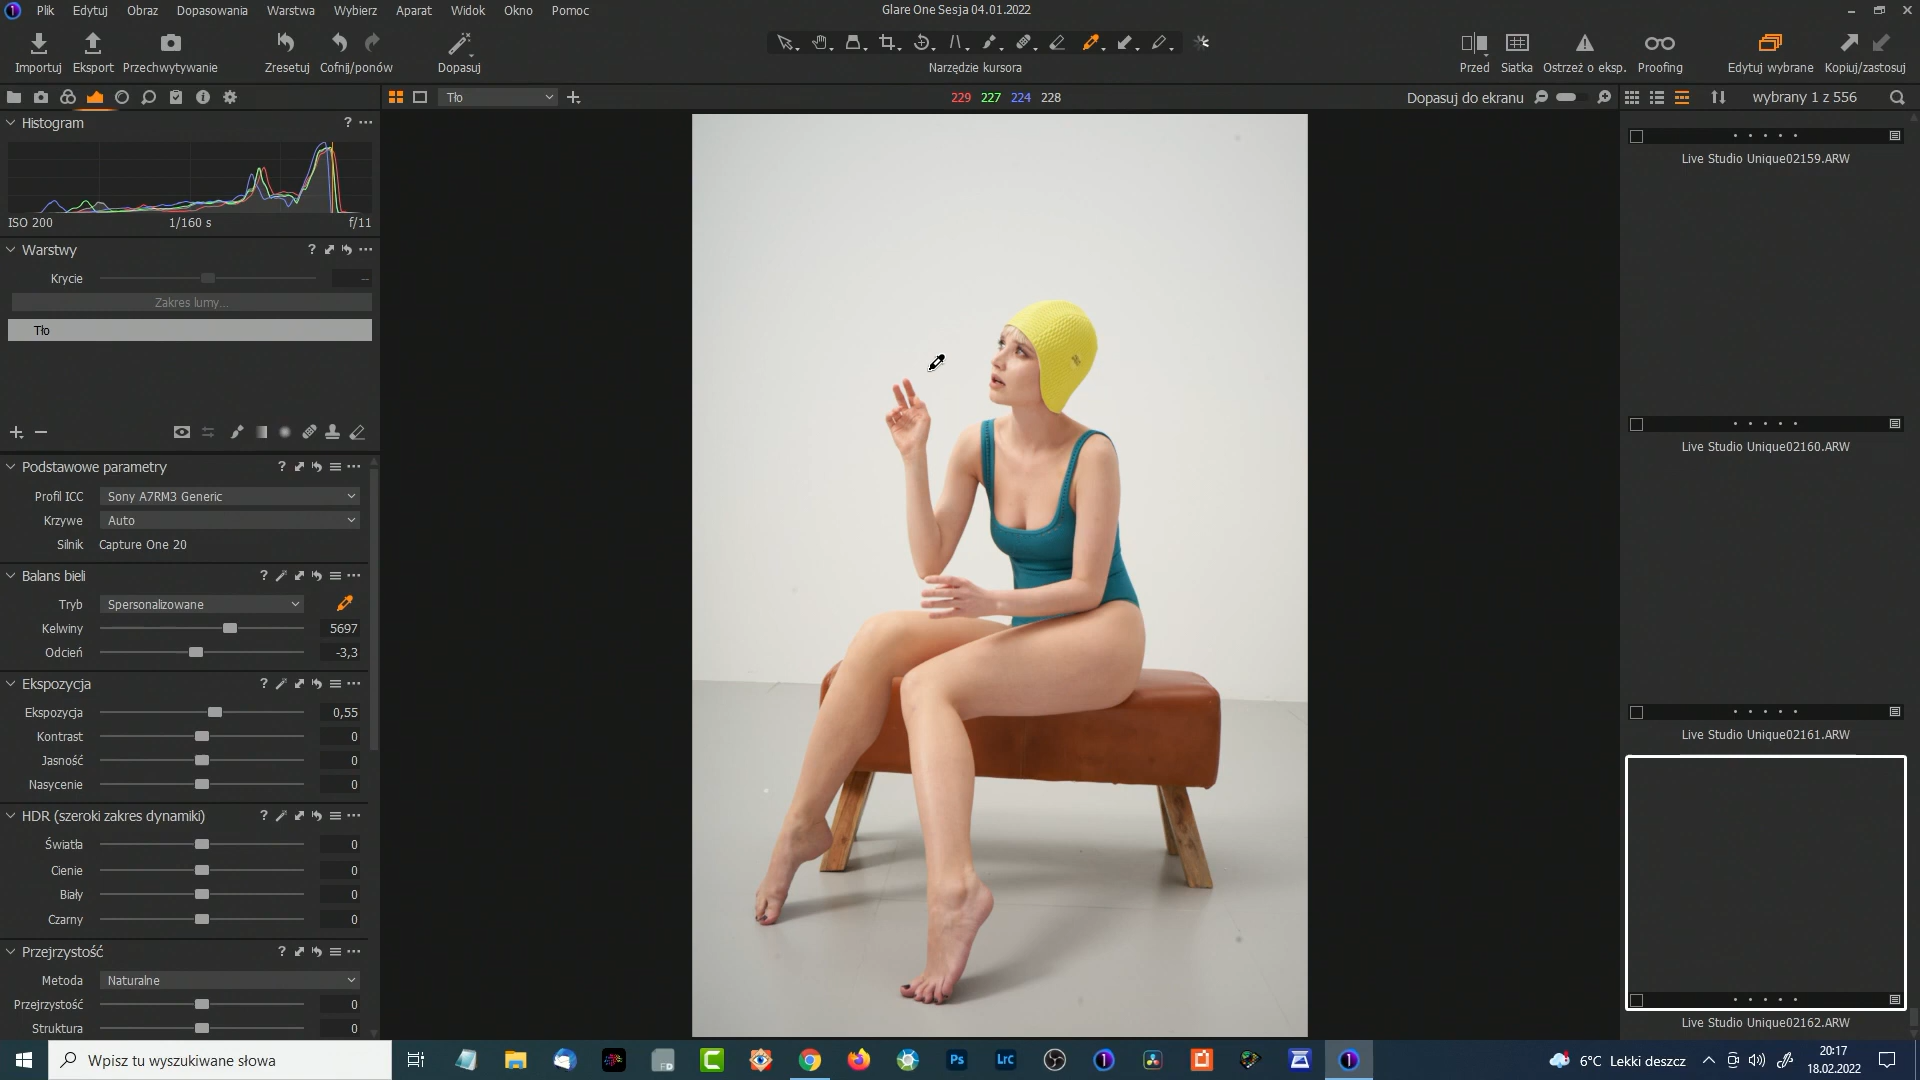 Plik Edytuj Obraz Dopasowania Warstwa Wybierz Aparat Widok Okno Pomoc
Glare One Sesja 04.01.2022
Importuj Eksport Przechwytywanie Zresetuj Cofnij/ponów Dopasuj
Narzędzie kursora
Przed Siatka Ostrzeż o eksp. Proofing Edytuj wybrane Kopiuj/zastosuj
Tło
229 227 224 228
Dopasuj do ekranu
wybrany 1 z 556
Histogram
ISO 200 1/160 s f/11
Warstwy
Krycie --
Zakres lumy...
Tło
Podstawowe parametry
Profil ICC Sony A7RM3 Generic
Krzywe Auto
Silnik Capture One 20
Balans bieli
Tryb Spersonalizowane
Kelwiny 5697
Odcień -3,3
Ekspozycja
Ekspozycja 0,55
Kontrast 0
Jasność 0
Nasycenie 0
HDR (szeroki zakres dynamiki)
Światła 0
Cienie 0
Biały 0
Czarny 0
Przejrzystość
Metoda Naturalne
Przejrzystość 0
Struktura 0
Live Studio Unique02159.ARW
Live Studio Unique02160.ARW
Live Studio Unique02161.ARW
Live Studio Unique02162.ARW
Wpisz tu wyszukiwane słowa
FD
C
Ps
Lrc
6°C Lekki deszcz
20:17
18.02.2022